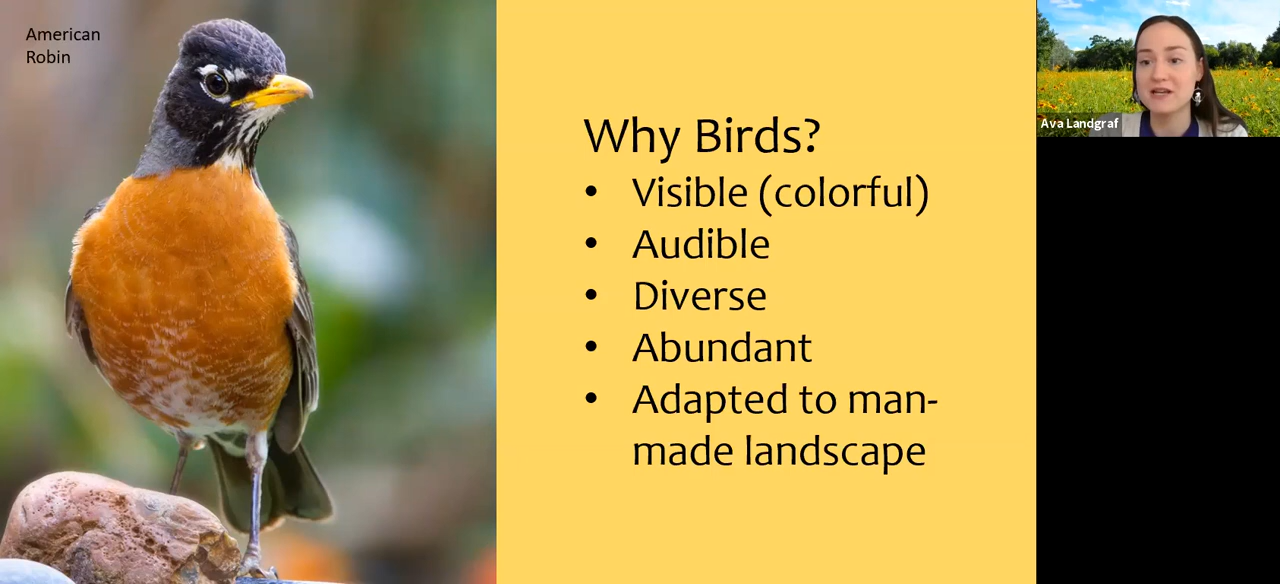 American
Robin
Why Birds?
• Visible (colorful)
• Audible
• Diverse
• Abundant
• Adapted to man-
made landscape
Ava Landgraf